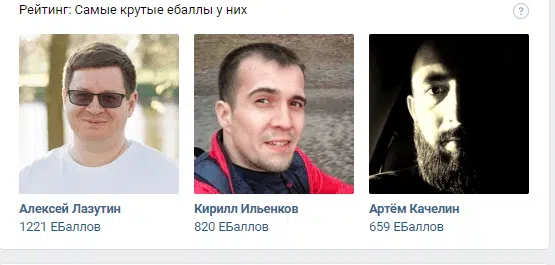 Рейтинг: Самые крутые ебаллы у них
?
Алексей Лазутин
Кирилл Ильенков
Артём Качелин
1221 ЕБаллов
820 ЕБаллов
659 ЕБаллов